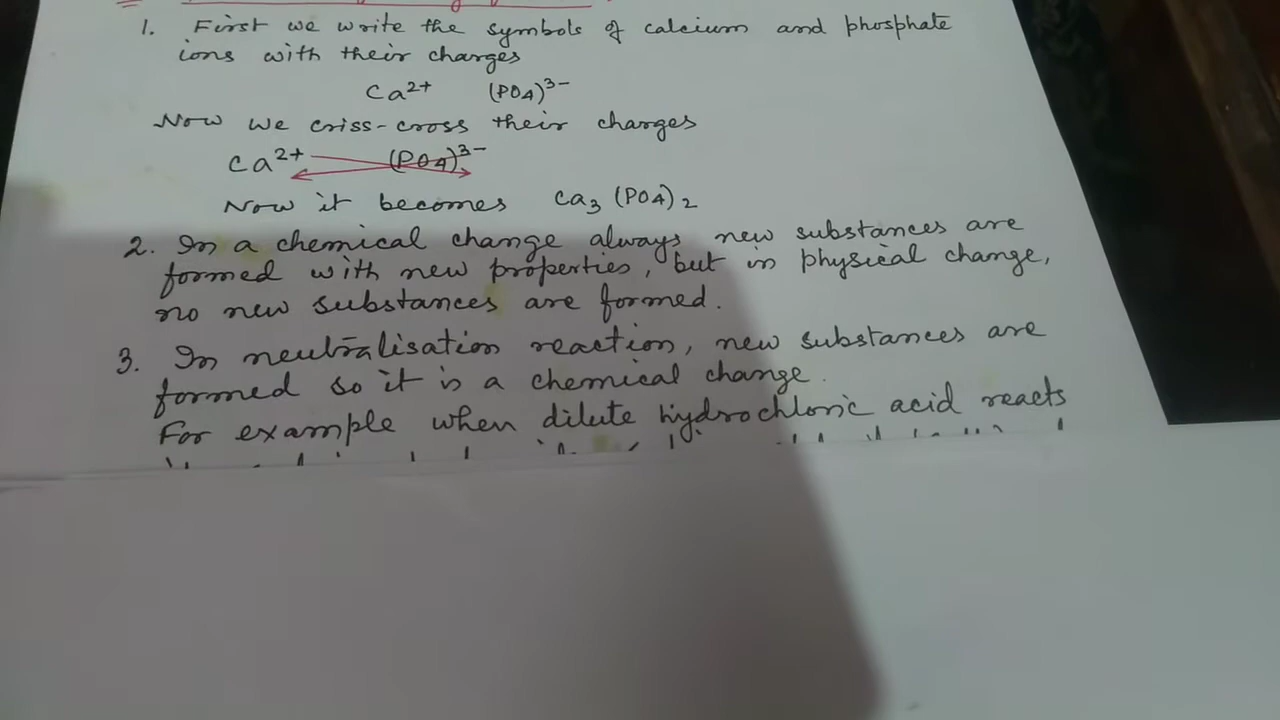 1. First we write the symbols of calcium and phosphate
ions with their charges
Ca²⁺ (PO₄)³⁻
Now we criss-cross their charges
Ca²⁺ (PO₄)³⁻
Now it becomes Ca₃(PO₄)₂
2. In a chemical change always new substances are
formed with new properties, but in physical change,
no new substances are formed.
3. In neutralisation reaction, new substances are
formed so it is a chemical change.
For example when dilute hydrochloric acid reacts